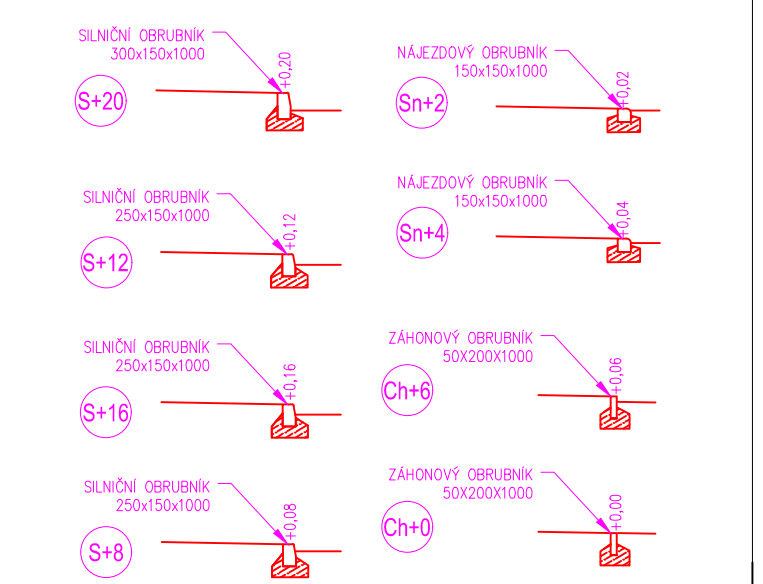 SILNIČNÍ OBRUBNÍK
300x150x1000
+0,20
S+20
NÁJEZDOVÝ OBRUBNÍK
150x150x1000
+0,02
Sn+2
SILNIČNÍ OBRUBNÍK
250x150x1000
+0,12
S+12
NÁJEZDOVÝ OBRUBNÍK
150x150x1000
+0,04
Sn+4
SILNIČNÍ OBRUBNÍK
250x150x1000
+0,16
S+16
ZÁHONOVÝ OBRUBNÍK
50X200X1000
+0,06
Ch+6
SILNIČNÍ OBRUBNÍK
250x150x1000
+0,08
S+8
ZÁHONOVÝ OBRUBNÍK
50X200X1000
+0,00
Ch+0